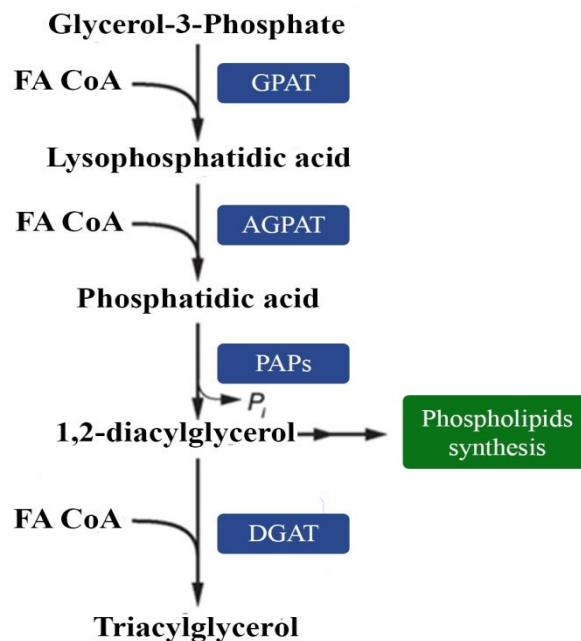 Glycerol-3-Phosphate
FA CoA
GPAT
Lysophosphatidic acid
FA CoA
AGPAT
Phosphatidic acid
PAPs
Pi
1,2-diacylglycerol
Phospholipids
synthesis
FA CoA
DGAT
Triacylglycerol